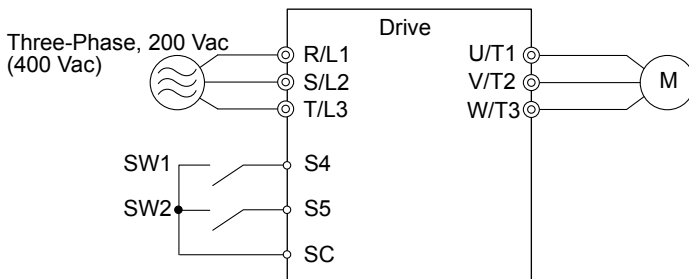 Drive
Three-Phase, 200 Vac
(400 Vac)
R/L1
S/L2
T/L3
U/T1
V/T2
W/T3
M
SW1
S4
SW2
S5
SC